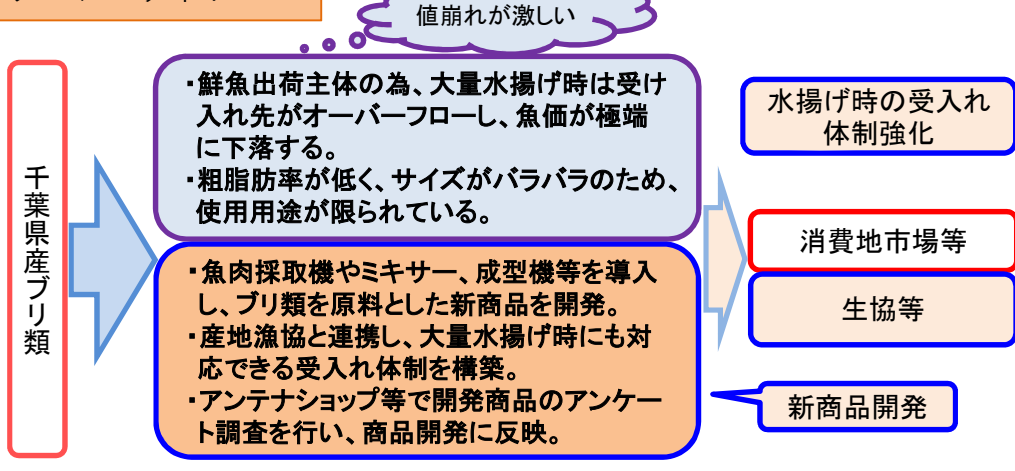 値崩れが激しい
千葉県産ブリ類
・鮮魚出荷主体の為、大量水揚げ時は受け
入れ先がオーバーフローし、魚価が極端
に下落する。
・粗脂肪率が低く、サイズがバラバラのため、
使用用途が限られている。
・魚肉採取機やミキサー、成型機等を導入
し、ブリ類を原料とした新商品を開発。
・産地漁協と連携し、大量水揚げ時にも対
応できる受入れ体制を構築。
・アンテナショップ等で開発商品のアンケー
ト調査を行い、商品開発に反映。
水揚げ時の受入れ
体制強化
消費地市場等
生協等
新商品開発